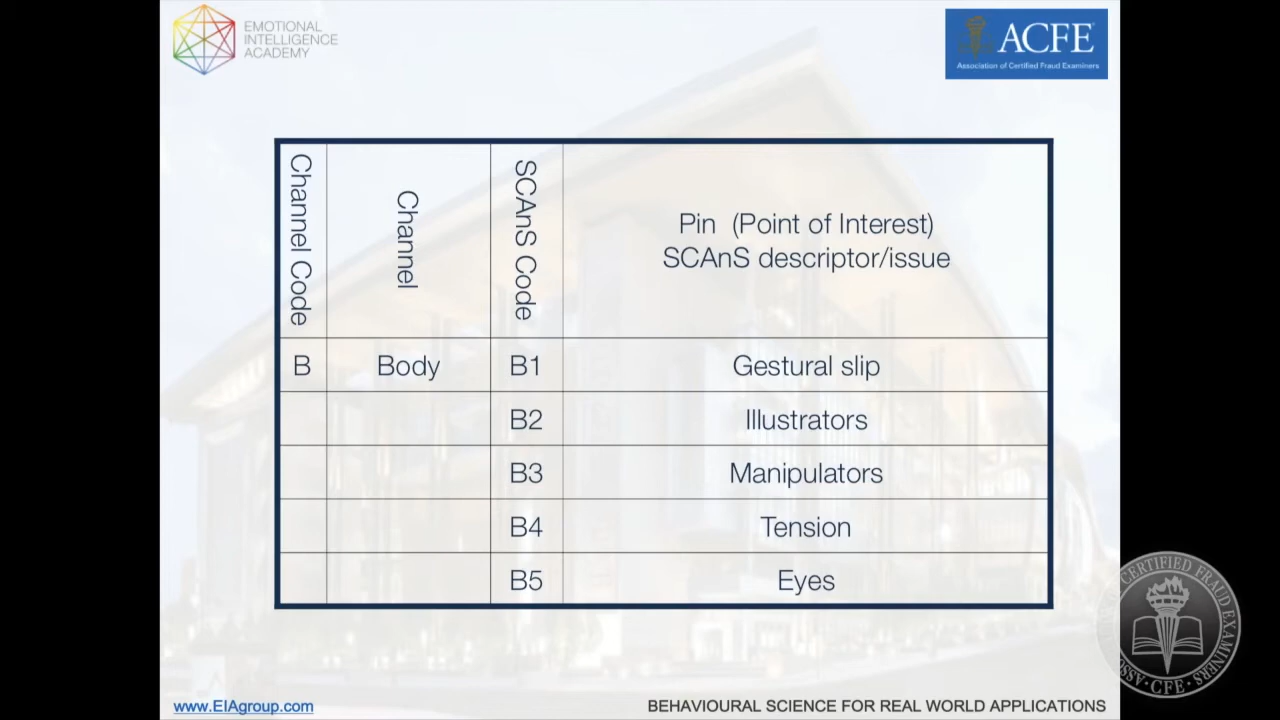 EMOTIONAL
INTELLIGENCE
ACADEMY
ACFE
Association of Certified Fraud Examiners
Channel Code
Channel
SCAnS Code
Pin (Point of Interest)
SCAnS descriptor/issue
B
Body
B1
Gestural slip
B2
Illustrators
B3
Manipulators
B4
Tension
B5
Eyes
www.EIAgroup.com
BEHAVIOURAL SCIENCE FOR REAL WORLD APPLICATIONS
CERTIFIED FRAUD EXAMINERS
CFE